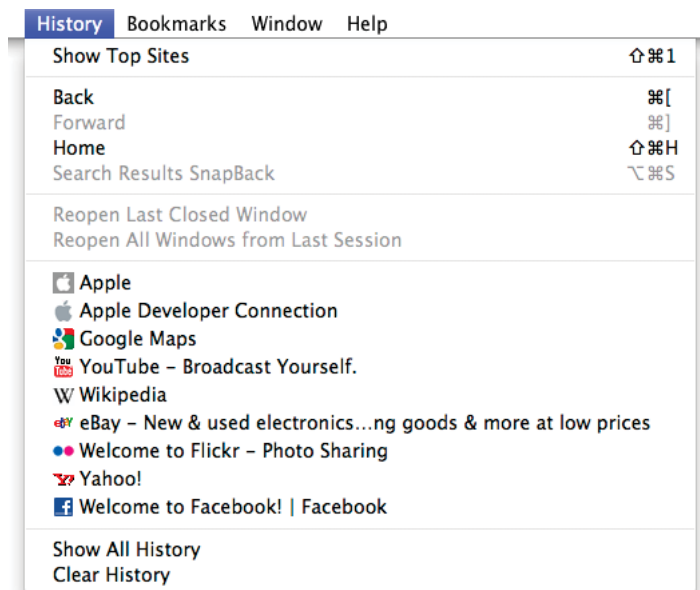 History Bookmarks Window Help
Show Top Sites ⇧⌘1
Back ⌘[
Forward ⌘]
Home ⇧⌘H
Search Results SnapBack ⌥⌘S
Reopen Last Closed Window
Reopen All Windows from Last Session
Apple
Apple Developer Connection
Google Maps
You Tube YouTube – Broadcast Yourself.
W Wikipedia
ebY eBay – New & used electronics...ng goods & more at low prices
Welcome to Flickr – Photo Sharing
Y! Yahoo!
f Welcome to Facebook! | Facebook
Show All History
Clear History